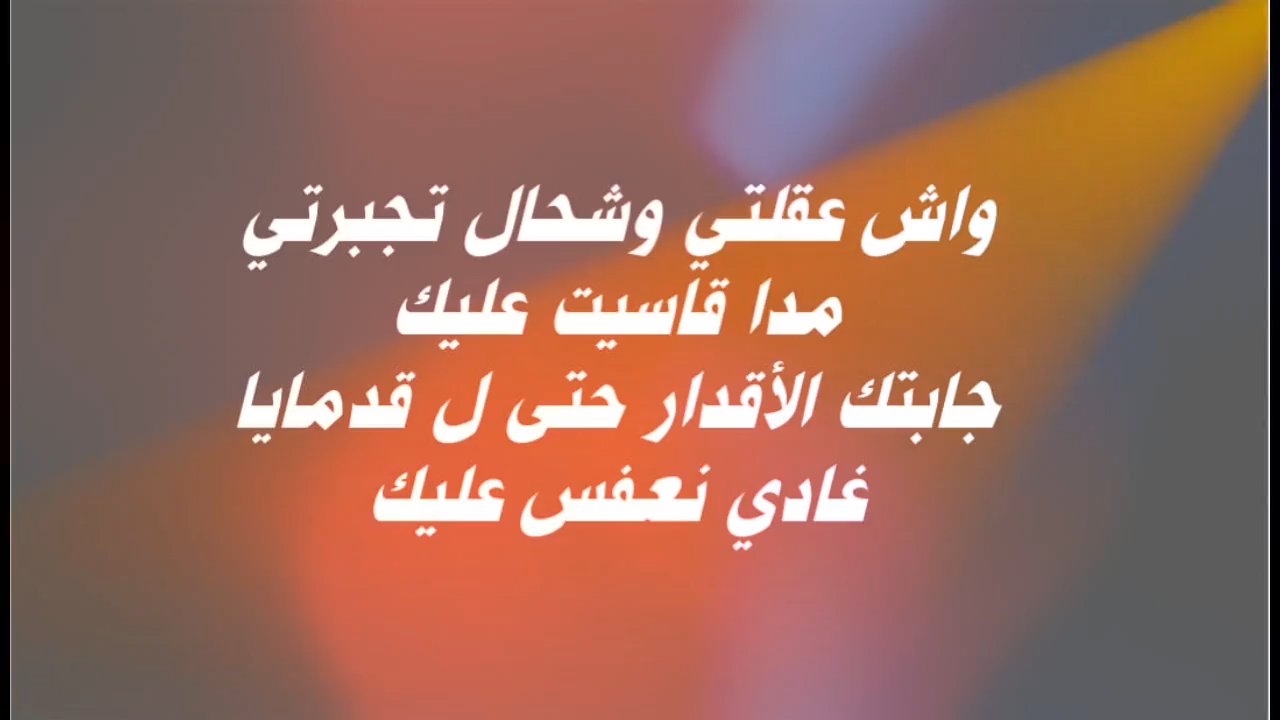 واش عقلتي وشحال تجبرتي
مدا قاسيت عليك
جابتك الأقدار حتى ل قدمايا
غادي نعفس عليك